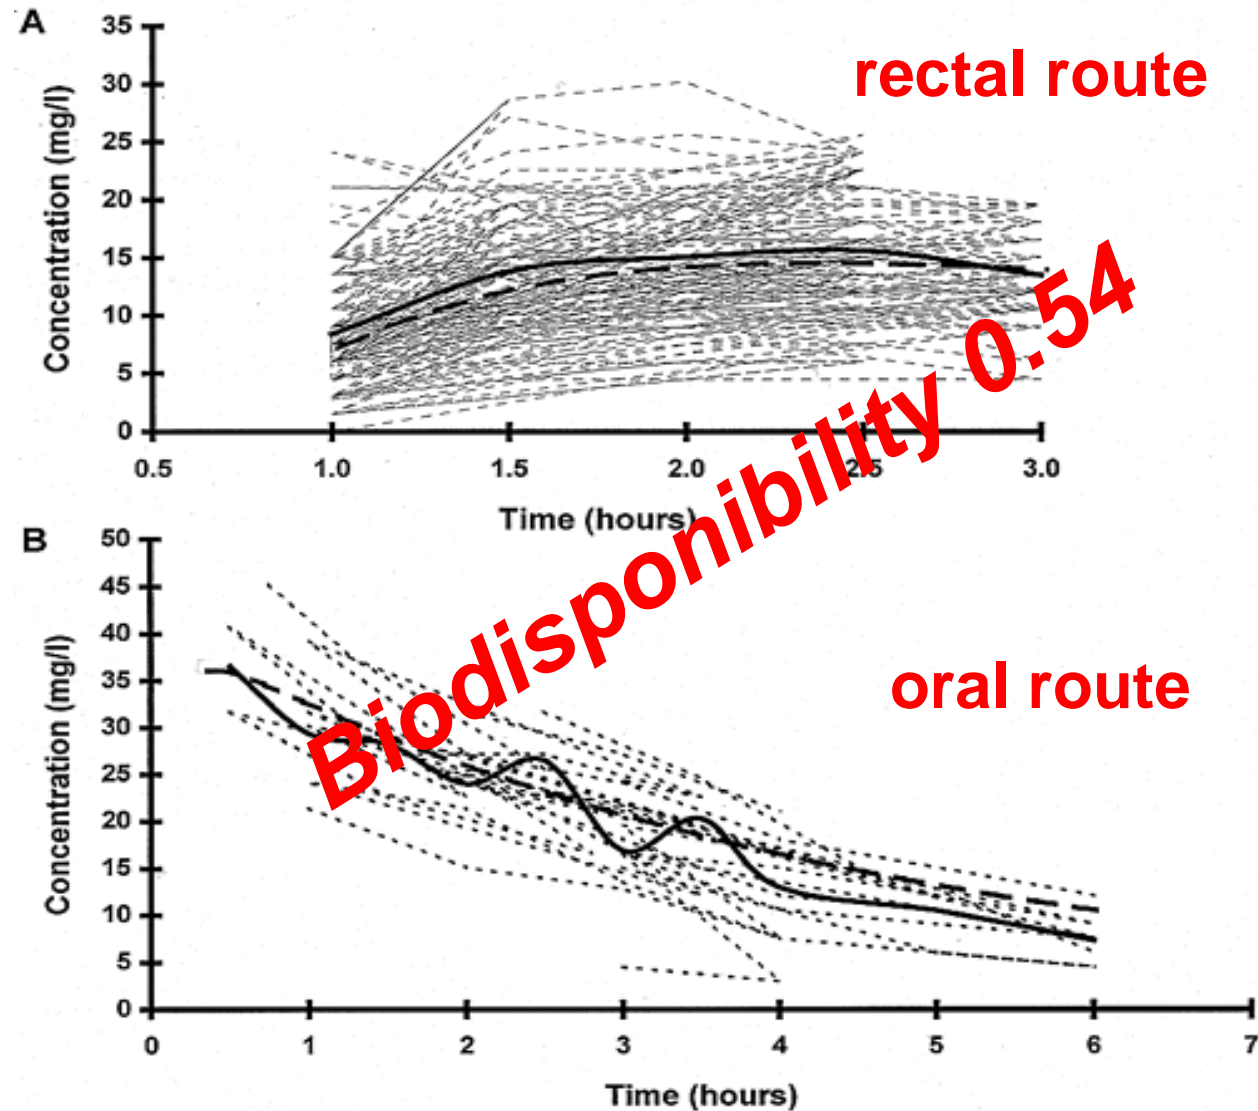 A
35
30
25
20
15
10
5
0
Concentration (mg/l)
rectal route
0.5 1.0 1.5 2.0 2.5 3.0
Time (hours)
Biodisponibility 0.54
B
50
45
40
35
30
25
20
15
10
5
0
Concentration (mg/l)
oral route
0 1 2 3 4 5 6 7
Time (hours)